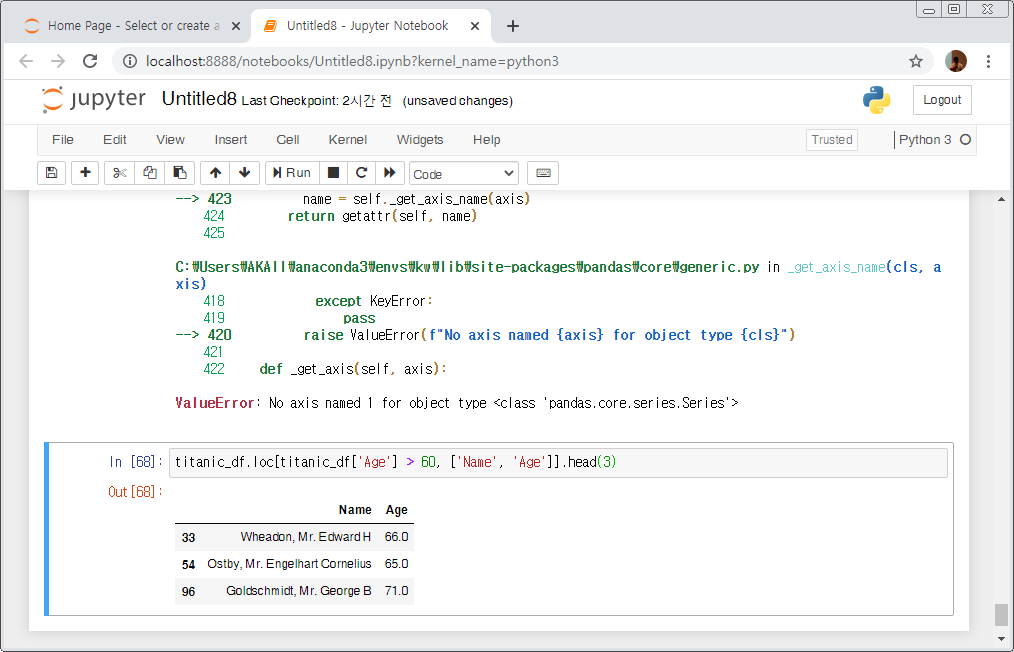 Home Page - Select or create a
Untitled8 - Jupyter Notebook
localhost:8888/notebooks/Untitled8.ipynb?kernel_name=python3
jupyter Untitled8 Last Checkpoint: 2시간 전 (unsaved changes)
Logout
File Edit View Insert Cell Kernel Widgets Help Trusted Python 3
Run Code
--> 423 name = self._get_axis_name(axis)
424 return getattr(self, name)
425
C:₩Users₩AKAII₩anaconda3₩envs₩kw₩lib₩site-packages₩pandas₩core₩generic.py in _get_axis_name(cls, a
xis)
418 except KeyError:
419 pass
--> 420 raise ValueError(f"No axis named {axis} for object type {cls}")
421
422 def _get_axis(self, axis):
ValueError: No axis named 1 for object type <class 'pandas.core.series.Series'>
In [68]: titanic_df.loc[titanic_df['Age'] > 60, ['Name', 'Age']].head(3)
Out[68]:
Name Age
33 Wheadon, Mr. Edward H 66.0
54 Ostby, Mr. Engelhart Cornelius 65.0
96 Goldschmidt, Mr. George B 71.0